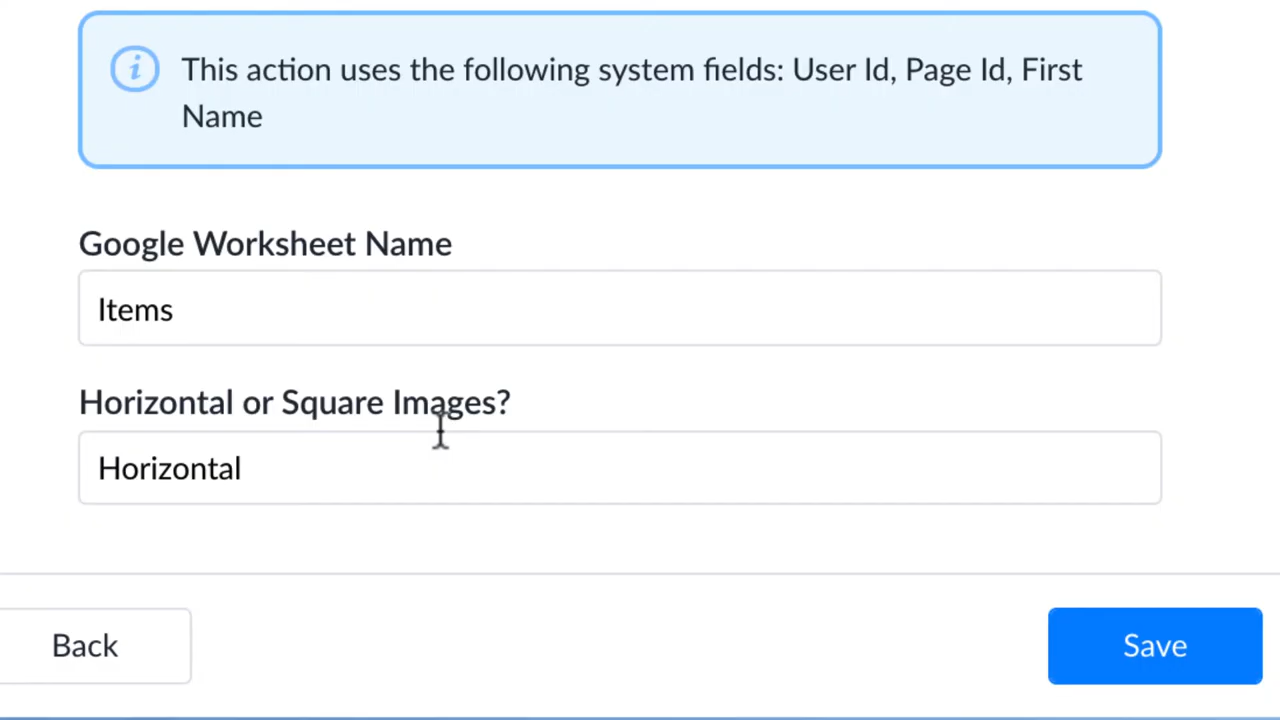 This action uses the following system fields: User Id, Page Id, First
Name
Google Worksheet Name
Items
Horizontal or Square Images?
Horizontal
Back
Save